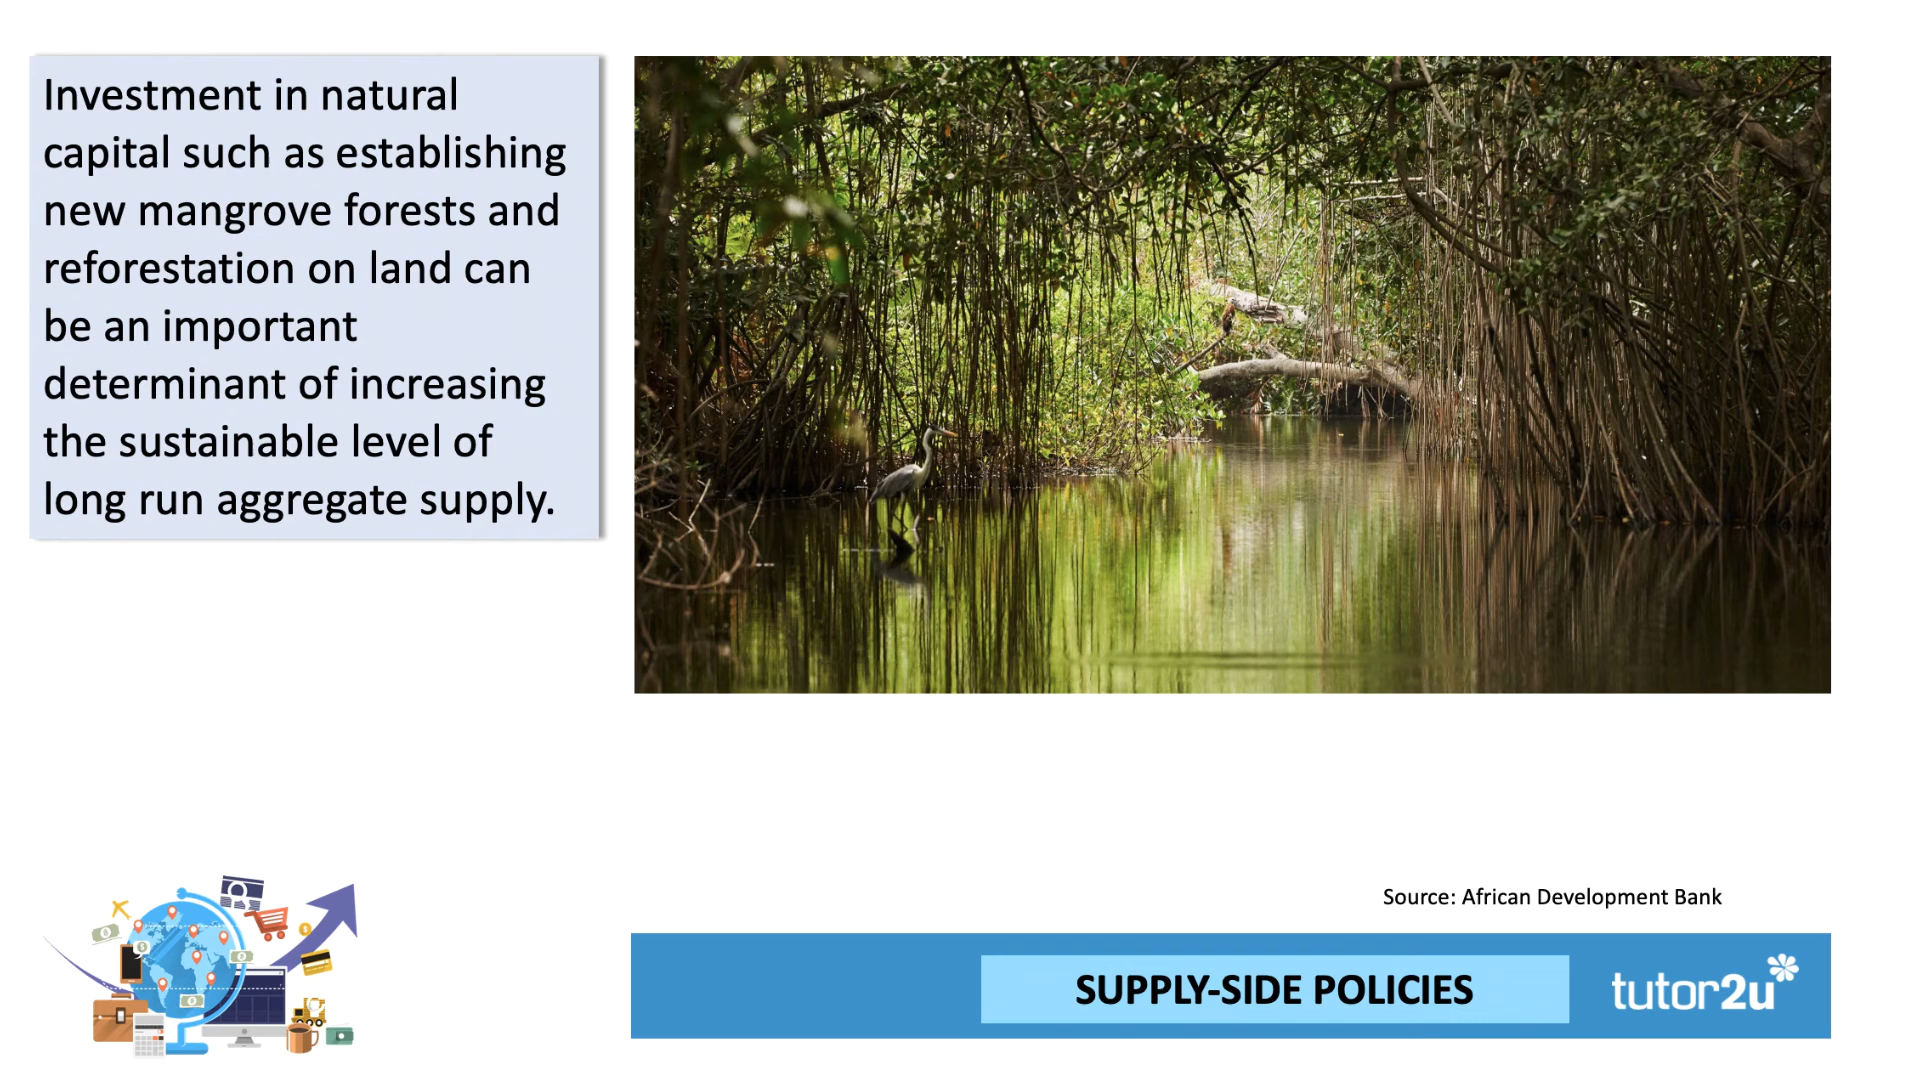 Investment in natural
capital such as establishing
new mangrove forests and
reforestation on land can
be an important
determinant of increasing
the sustainable level of
long run aggregate supply.
Source: African Development Bank
SUPPLY-SIDE POLICIES
tutor2u